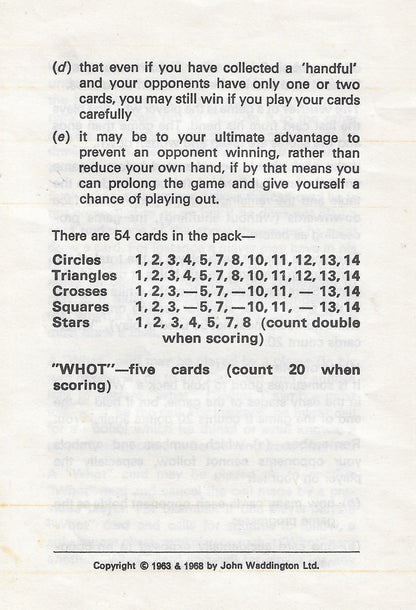 (d) that even if you have collected a 'handful'
and your opponents have only one or two
cards, you may still win if you play your cards
carefully
(e) it may be to your ultimate advantage to
prevent an opponent winning, rather than
reduce your own hand, if by that means you
can prolong the game and give yourself a
chance of playing out.
There are 54 cards in the pack—
Circles 1, 2, 3, 4, 5, 7, 8, 10, 11, 12, 13, 14
Triangles 1, 2, 3, 4, 5, 7, 8, 10, 11, 12, 13, 14
Crosses 1, 2, 3, — 5, 7, — 10, 11, — 13, 14
Squares 1, 2, 3, — 5, 7, — 10, 11, — 13, 14
Stars 1, 2, 3, 4, 5, 7, 8 (count double
when scoring)
"WHOT"—five cards (count 20 when
scoring)
Copyright © 1963 & 1968 by John Waddington Ltd.